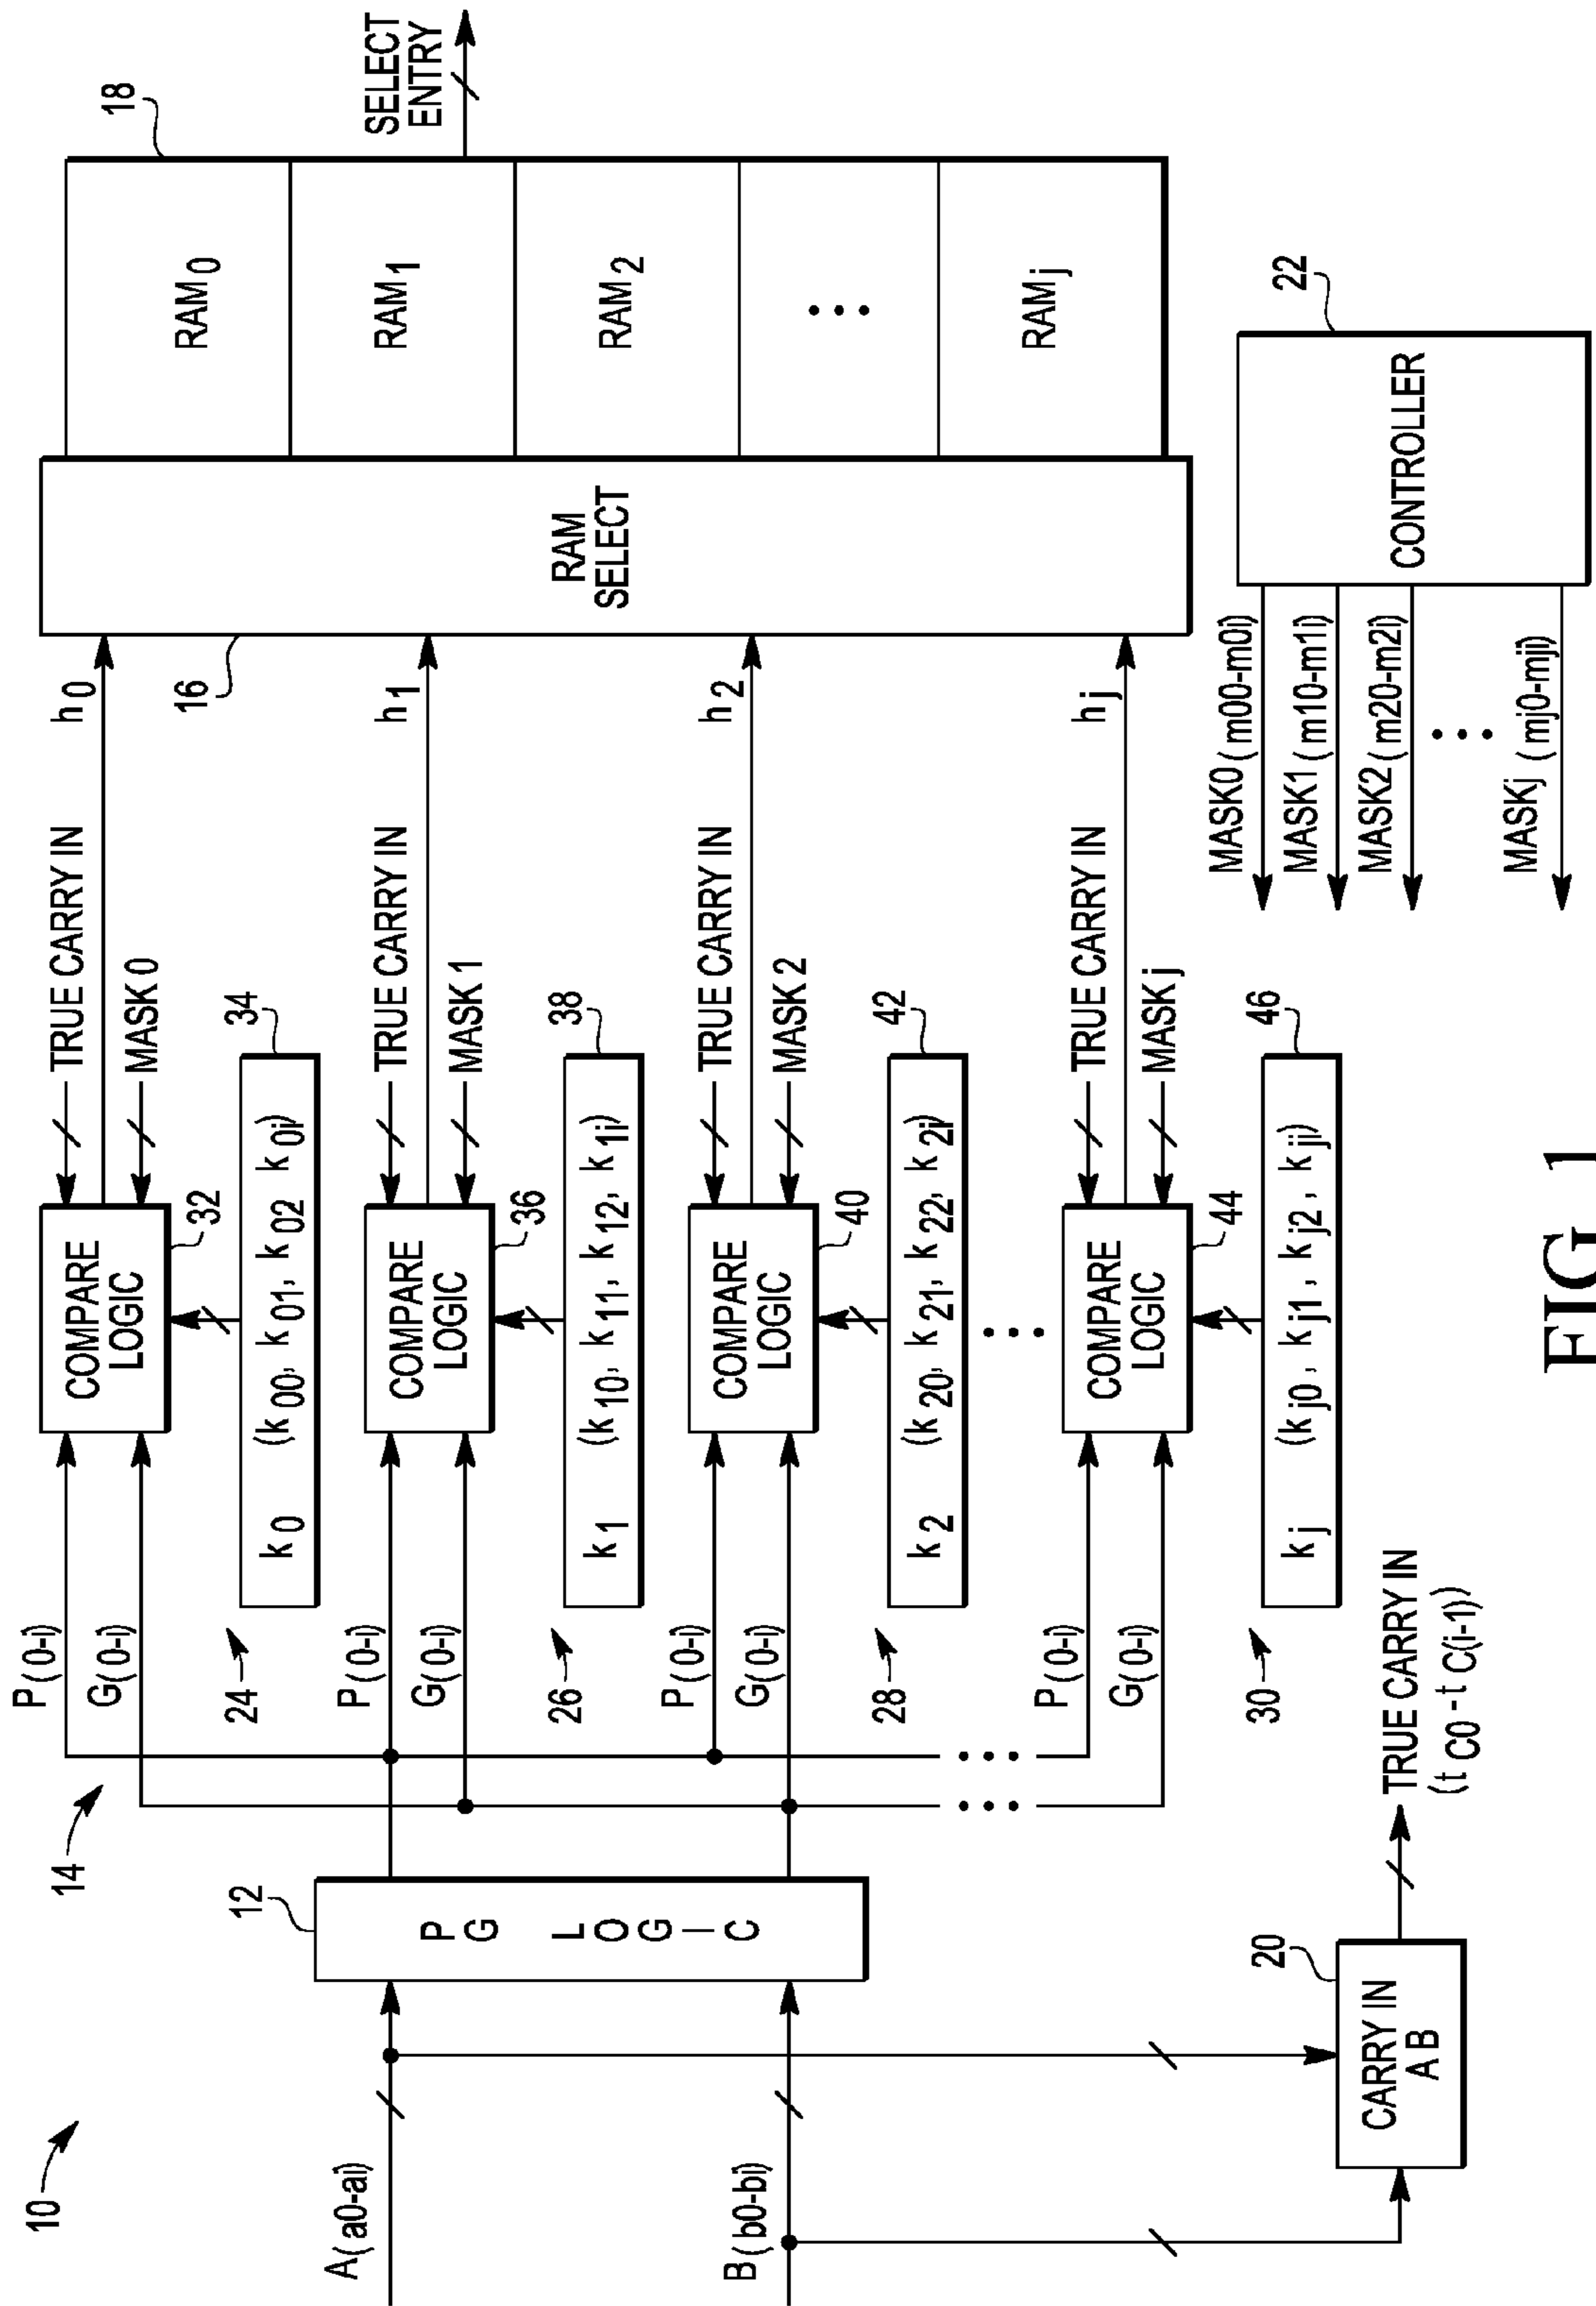 10
14
A(a0-ai)
B(b0-bi)
12
PG LOGIC
P(0-i)
G(0-i)
COMPARE
LOGIC
32
TRUE CARRY IN
MASK 0
h0
24
k0 (k00, k01, k02, k0i)
34
P(0-i)
G(0-i)
COMPARE
LOGIC
36
TRUE CARRY IN
MASK 1
h1
26
k1 (k10, k11, k12, k1i)
38
P(0-i)
G(0-i)
COMPARE
LOGIC
40
TRUE CARRY IN
MASK 2
h2
28
k2 (k20, k21, k22, k2i)
42
P(0-i)
G(0-i)
COMPARE
LOGIC
44
TRUE CARRY IN
MASK j
hj
30
kj (kj0, kj1, kj2, kji)
46
16
RAM
SELECT
18
RAM0
RAM1
RAM2
RAMj
SELECT
ENTRY
20
CARRY IN
A B
TRUE CARRY IN
(tC0 - tC(i-1))
MASK0(m00-m0i)
MASK1(m10-m1i)
MASK2(m20-m2i)
MASKj (mj0-mji)
CONTROLLER
22
FIG 1